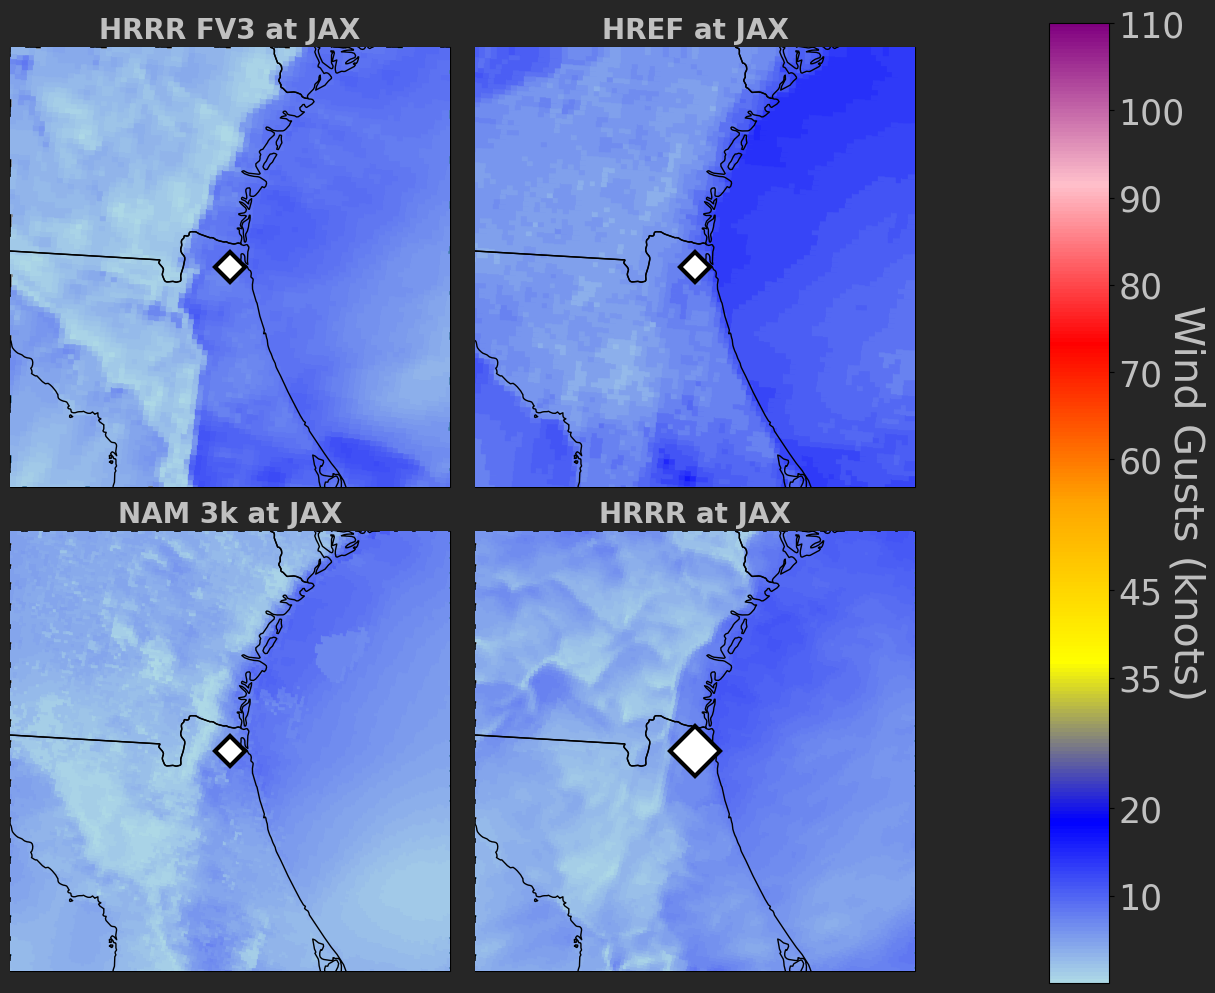 HRRR FV3 at JAX
HREF at JAX
NAM 3k at JAX
HRRR at JAX
110
100
90
80
70
60
45
35
20
10
Wind Gusts (knots)